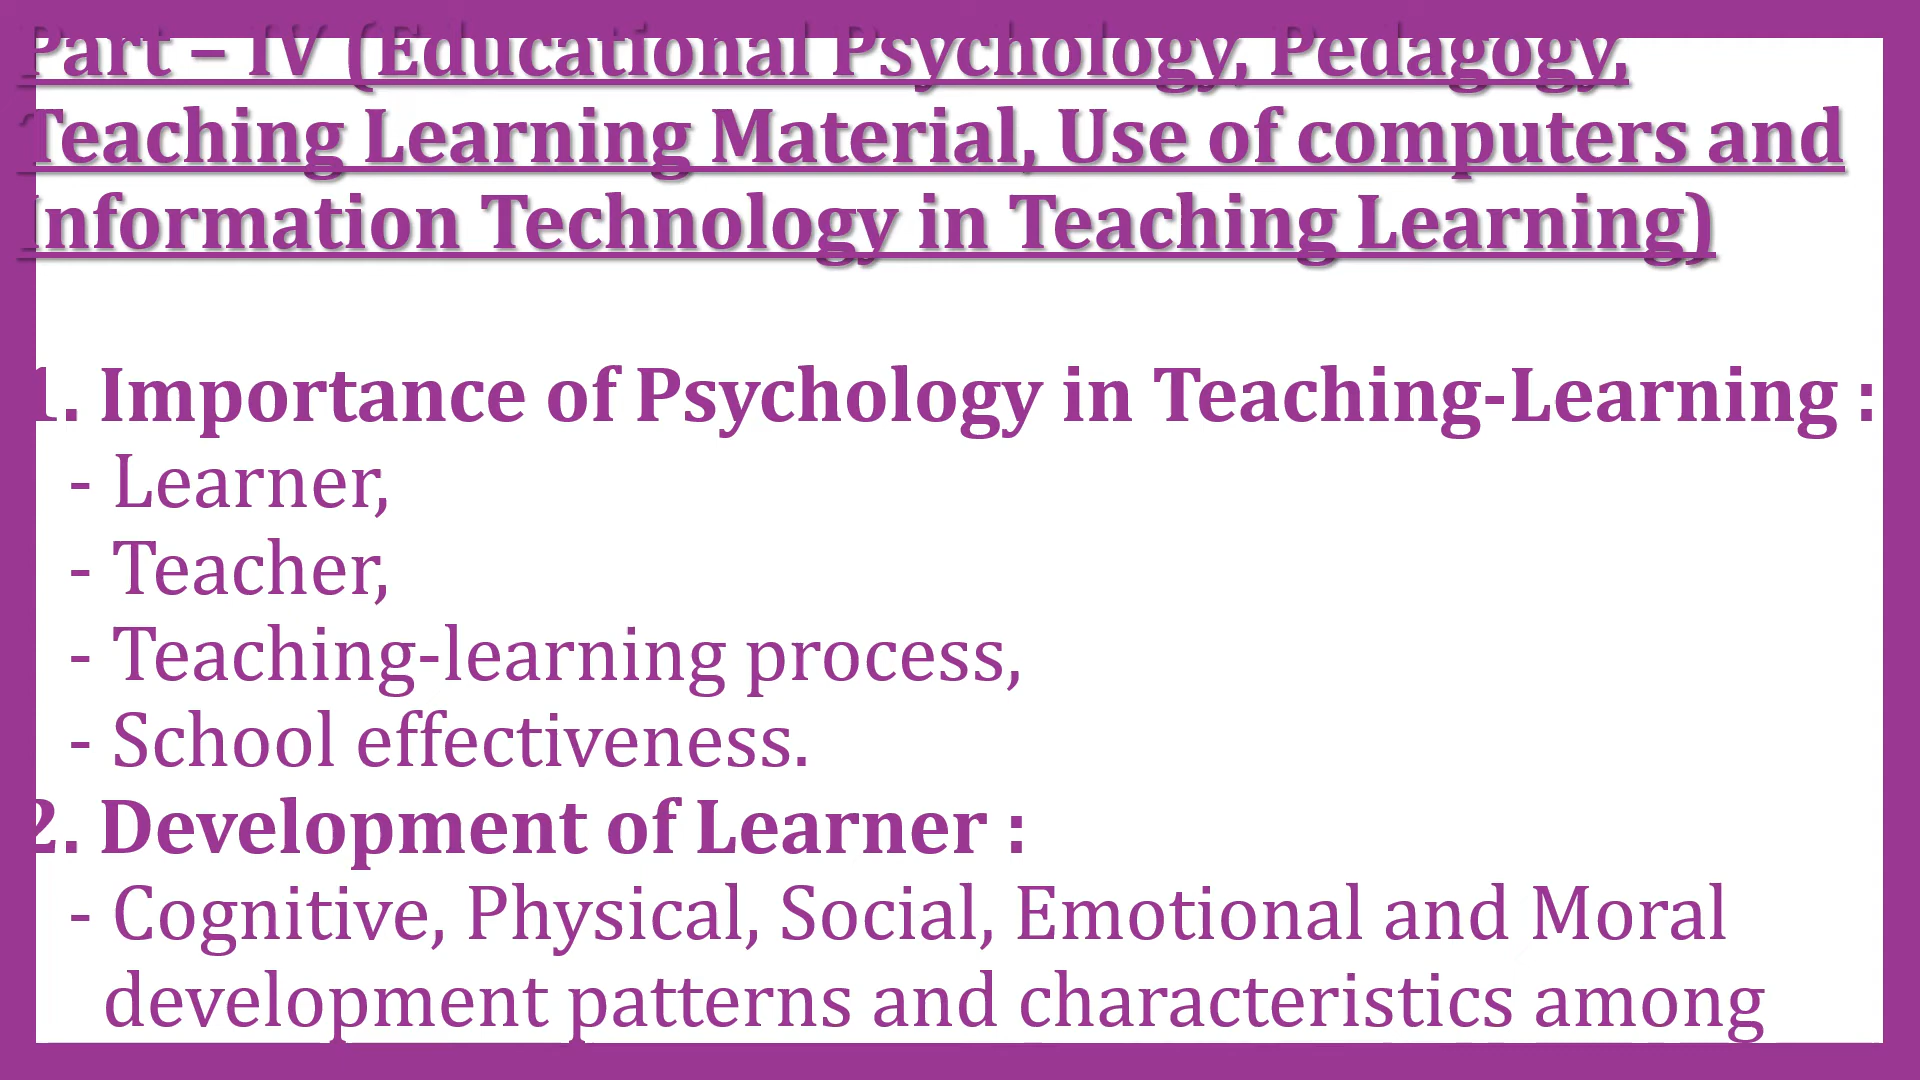 Part – IV (Educational Psychology, Pedagogy,
Teaching Learning Material, Use of computers and
Information Technology in Teaching Learning)
1. Importance of Psychology in Teaching-Learning :
- Learner,
- Teacher,
- Teaching-learning process,
- School effectiveness.
2. Development of Learner :
- Cognitive, Physical, Social, Emotional and Moral
development patterns and characteristics among